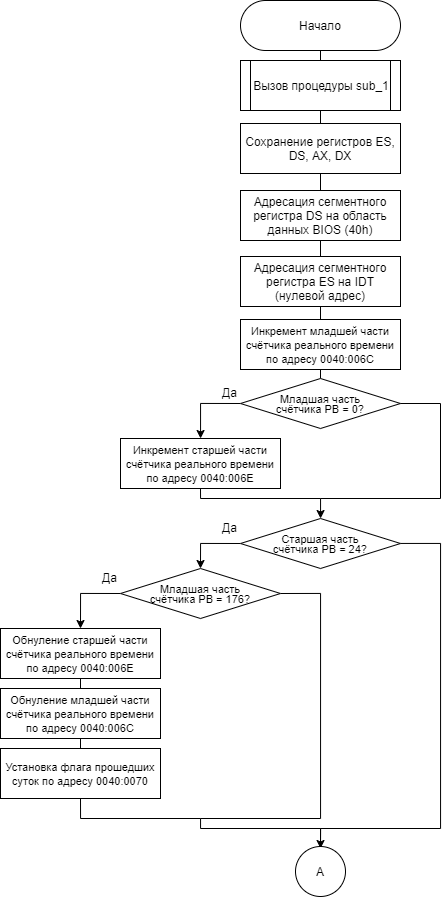 Начало
Вызов процедуры sub_1
Сохранение регистров ES,
DS, AX, DX
Адресация сегментного
регистра DS на область
данных BIOS (40h)
Адресация сегментного
регистра ES на IDT
(нулевой адрес)
Инкремент младшей части
счётчика реального времени
по адресу 0040:006C
Да
Младшая часть
счётчика РВ = 0?
Инкремент старшей части
счётчика реального времени
по адресу 0040:006E
Да
Старшая часть
счётчика РВ = 24?
Да
Младшая часть
счётчика РВ = 176?
Обнуление старшей части
счётчика реального времени
по адресу 0040:006E
Обнуление младшей части
счётчика реального времени
по адресу 0040:006C
Установка флага прошедших
суток по адресу 0040:0070
А